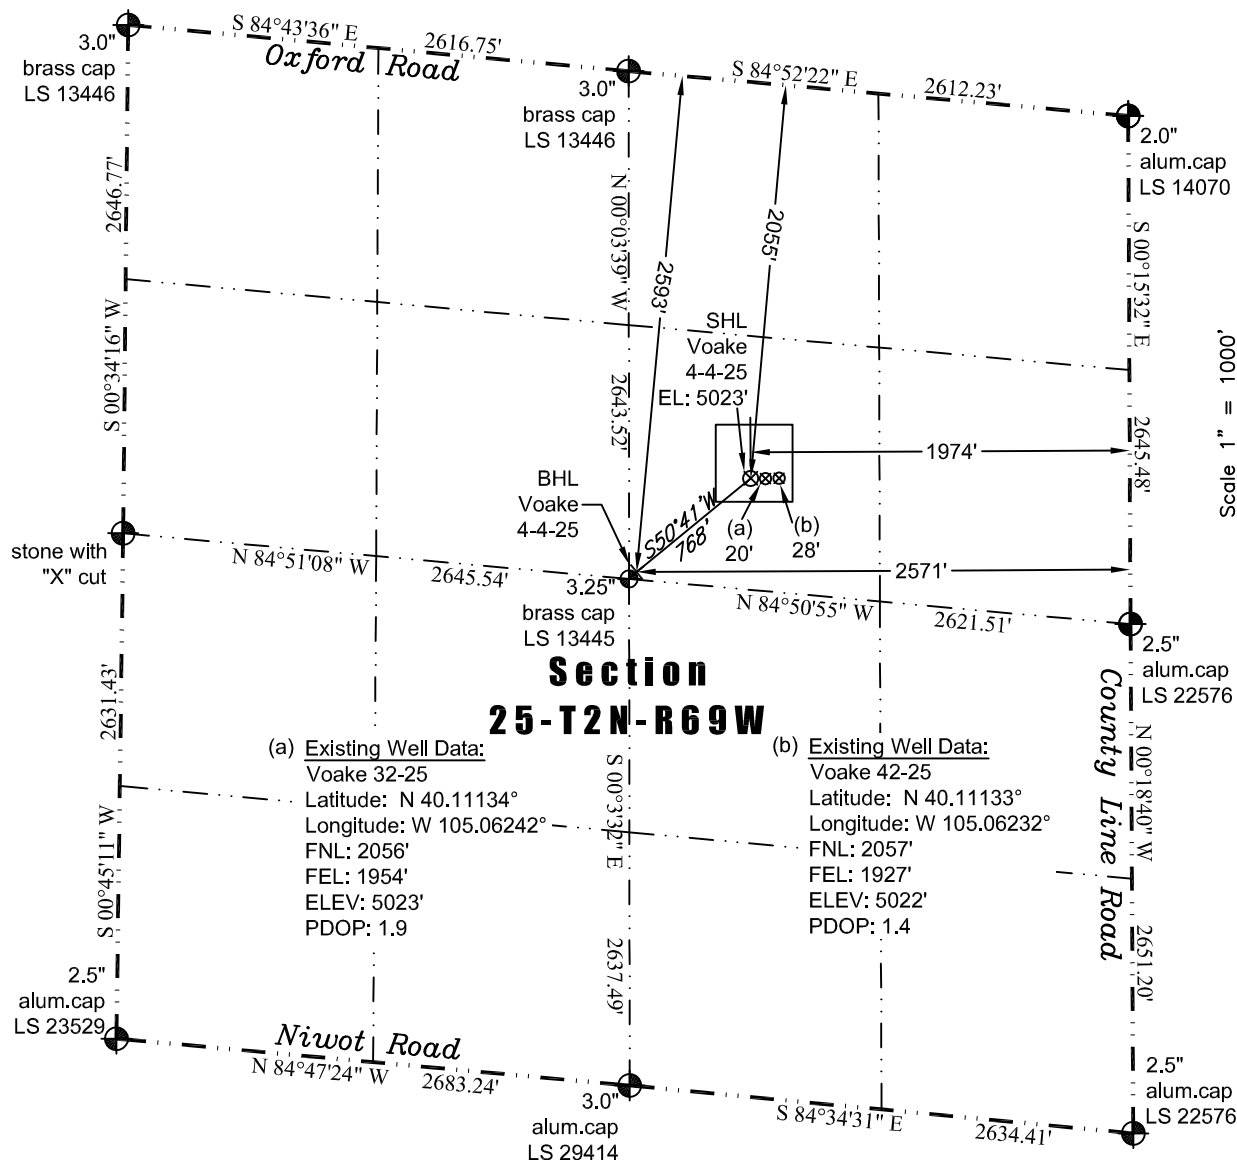 S 84°43'36" E
2616.75'
Oxford Road
3.0"
brass cap
LS 13446
S 84°52'22" E
2612.23'
3.0"
brass cap
LS 13446
2.0"
alum.cap
LS 14070
2646.77'
S 00°34'16" W
N 00°03'39" W
2643.52'
2593'
2055'
S 00°15'32" E
2645.48'
Scale 1" = 1000'
SHL
Voake
4-4-25
EL: 5023'
1974'
BHL
Voake
4-4-25
S50°41'W
768'
(a)
20'
(b)
28'
stone with
"X" cut
N 84°51'08" W
2645.54'
3.25"
brass cap
LS 13445
2571'
N 84°50'55" W
2621.51'
2.5"
alum.cap
LS 22576
Section
25-T2N-R69W
2631.43'
S 00°45'11" W
(a) Existing Well Data:
Voake 32-25
Latitude: N 40.11134°
Longitude: W 105.06242°
FNL: 2056'
FEL: 1954'
ELEV: 5023'
PDOP: 1.9
S 00°3'32" E
2637.49'
(b) Existing Well Data:
Voake 42-25
Latitude: N 40.11133°
Longitude: W 105.06232°
FNL: 2057'
FEL: 1927'
ELEV: 5022'
PDOP: 1.4
County Line Road
N 00°18'40" W
2651.20'
2.5"
alum.cap
LS 23529
Niwot Road
N 84°47'24" W
2683.24'
3.0"
alum.cap
LS 29414
S 84°34'31" E
2634.41'
2.5"
alum.cap
LS 22576